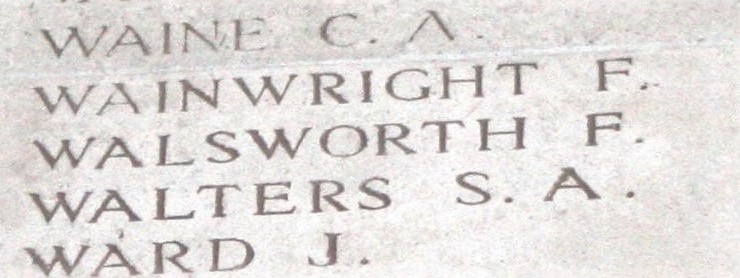 WAINE C. A.
WAINWRIGHT F.
WALSWORTH F.
WALTERS S. A.
WARD J.